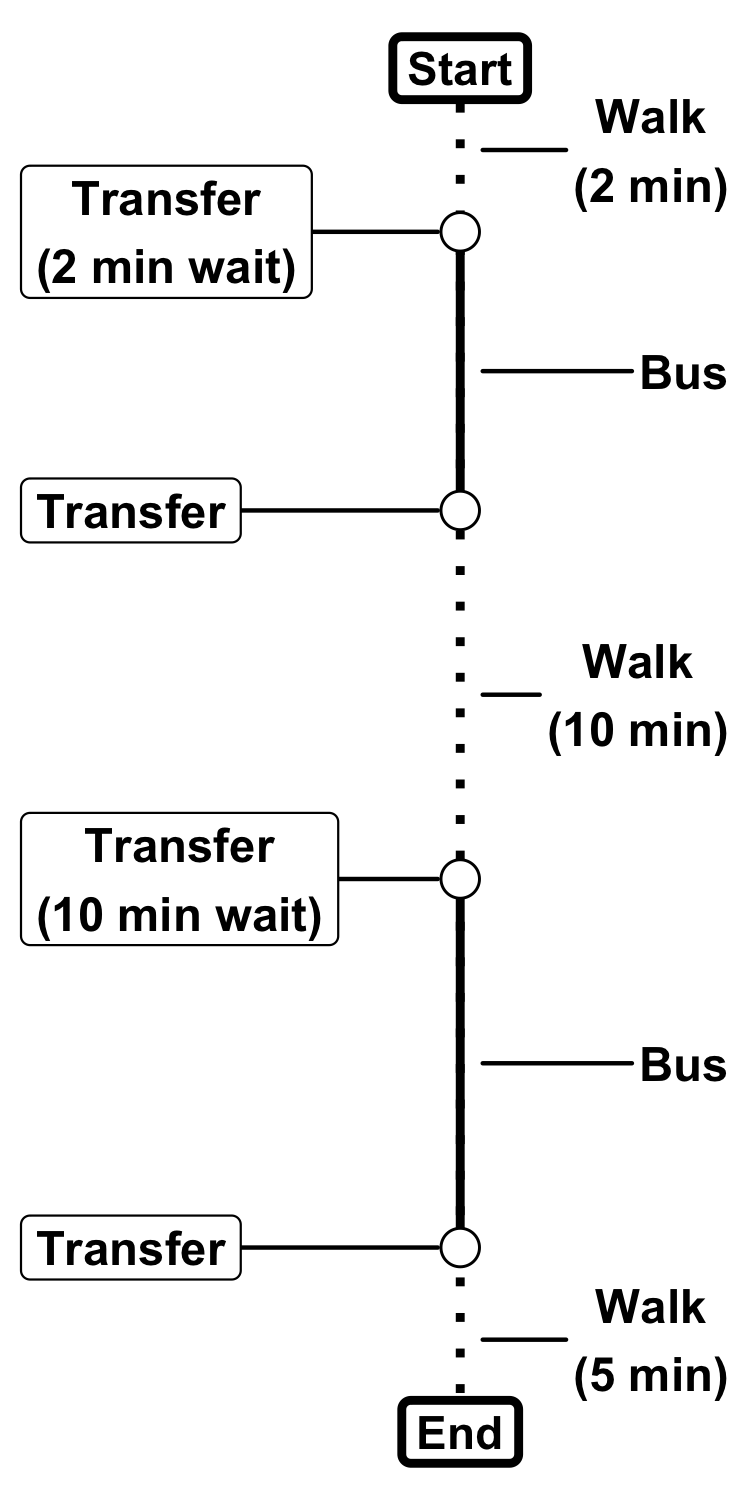 Start
Walk
(2 min)
Transfer
(2 min wait)
Bus
Transfer
Walk
(10 min)
Transfer
(10 min wait)
Bus
Transfer
Walk
(5 min)
End